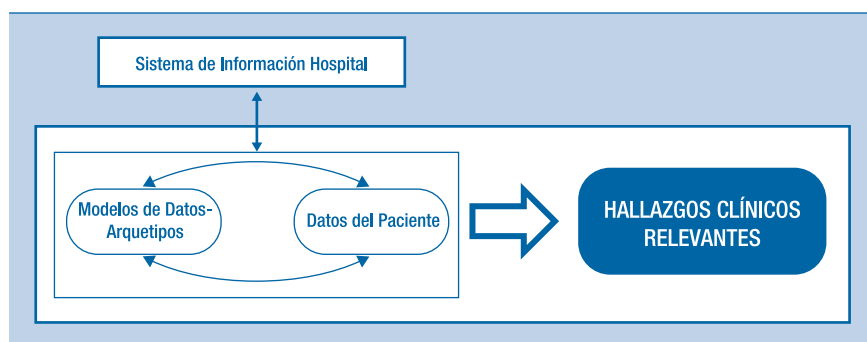 Sistema de Información Hospital
Modelos de Datos-
Arquetipos
Datos del Paciente
HALLAZGOS CLÍNICOS
RELEVANTES